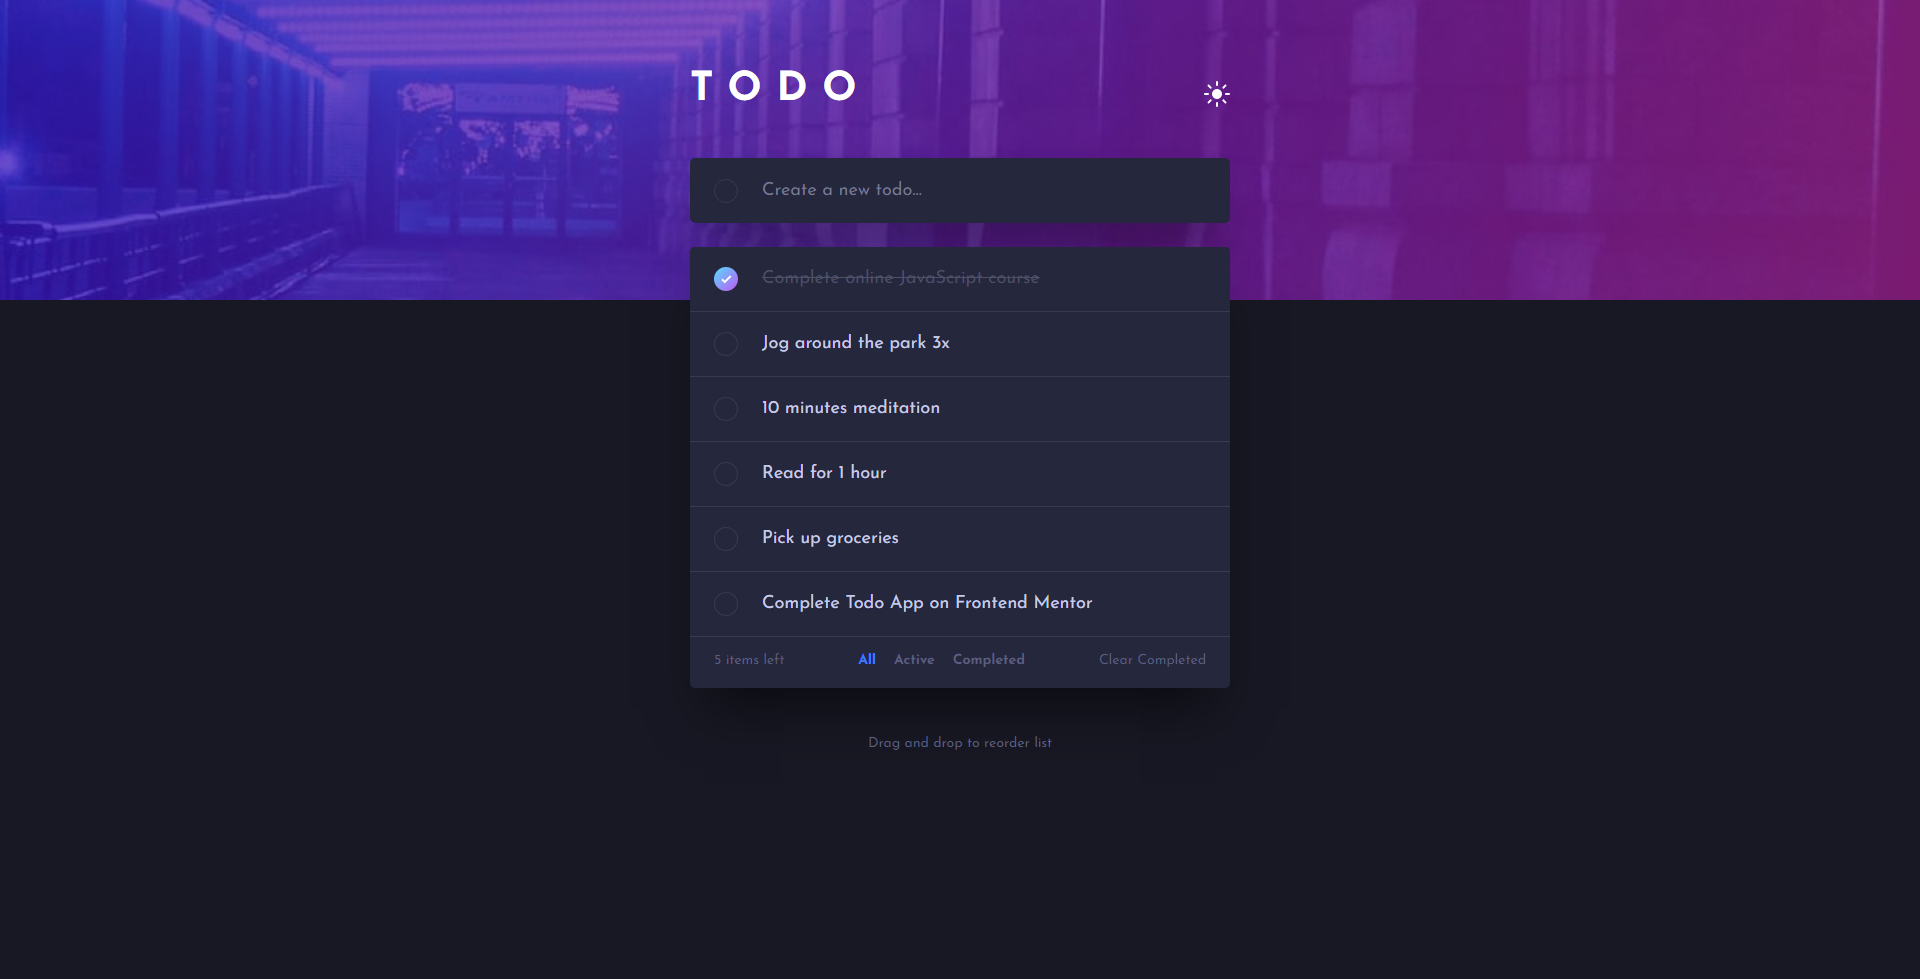 TODO
Create a new todo...
Complete online JavaScript course
Jog around the park 3x
10 minutes meditation
Read for 1 hour
Pick up groceries
Complete Todo App on Frontend Mentor
5 items left All Active Completed Clear Completed
Drag and drop to reorder list